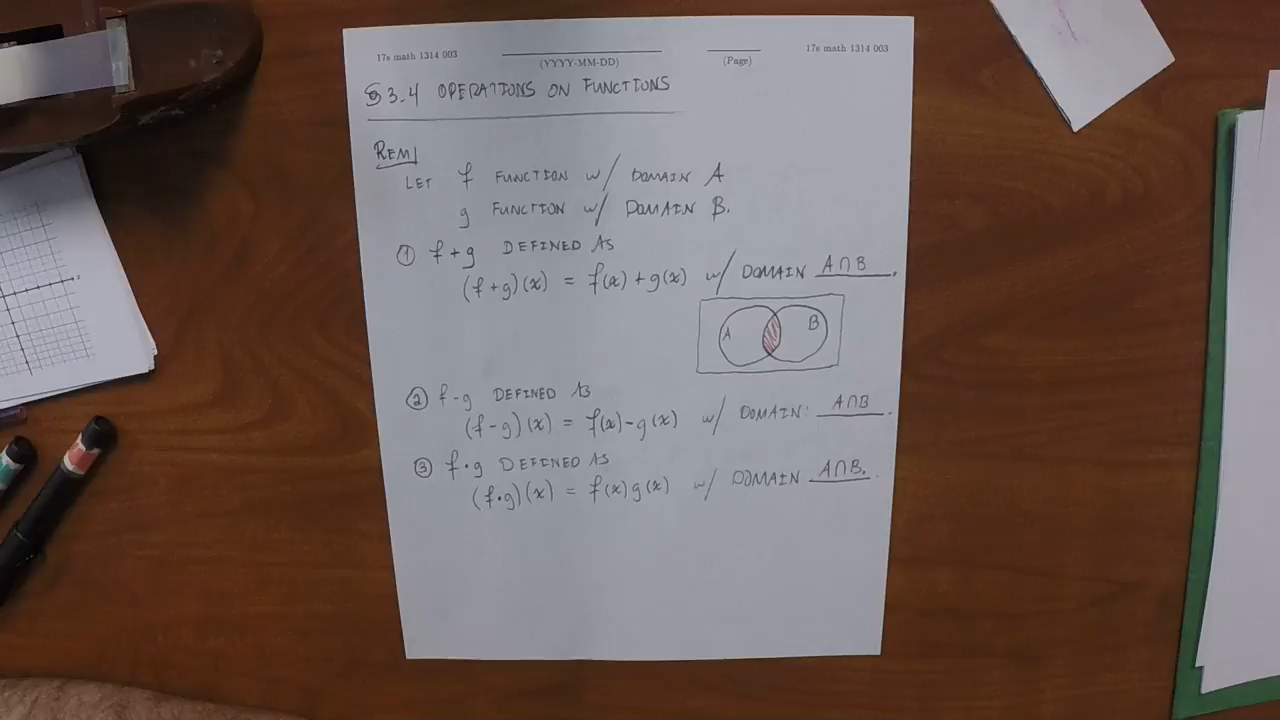 17s math 1314 003
(YYYY-MM-DD)
(Page)
17s math 1314 003
§ 3.4 OPERATIONS ON FUNCTIONS
REM
LET f FUNCTION w/ DOMAIN A
g FUNCTION w/ DOMAIN B.
① f+g DEFINED AS
(f+g)(x) = f(x)+g(x) w/ DOMAIN A∩B.
A B
② f-g DEFINED AS
(f-g)(x) = f(x)-g(x) w/ DOMAIN: A∩B.
③ f·g DEFINED AS
(f·g)(x) = f(x)g(x) w/ DOMAIN A∩B.
x